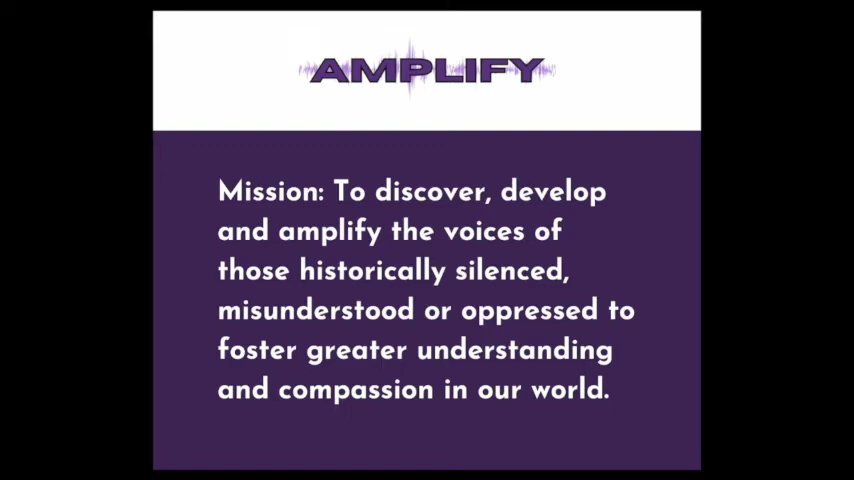 AMPLIFY
Mission: To discover, develop
and amplify the voices of
those historically silenced,
misunderstood or oppressed to
foster greater understanding
and compassion in our world.